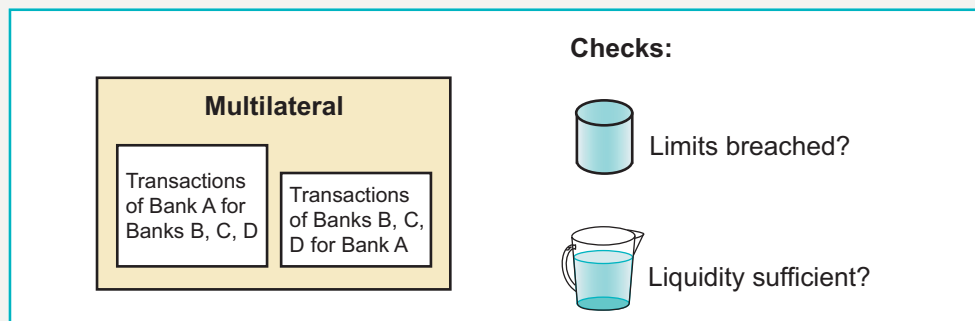 Multilateral
Transactions
of Bank A for
Banks B, C, D
Transactions
of Banks B, C,
D for Bank A
Checks:
Limits breached?
Liquidity sufficient?